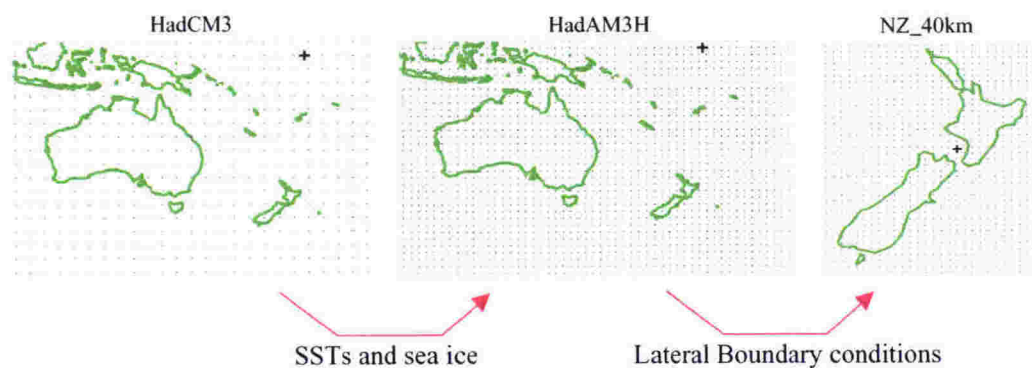 HadCM3
HadAM3H
NZ_40km
SSTs and sea ice
Lateral Boundary conditions